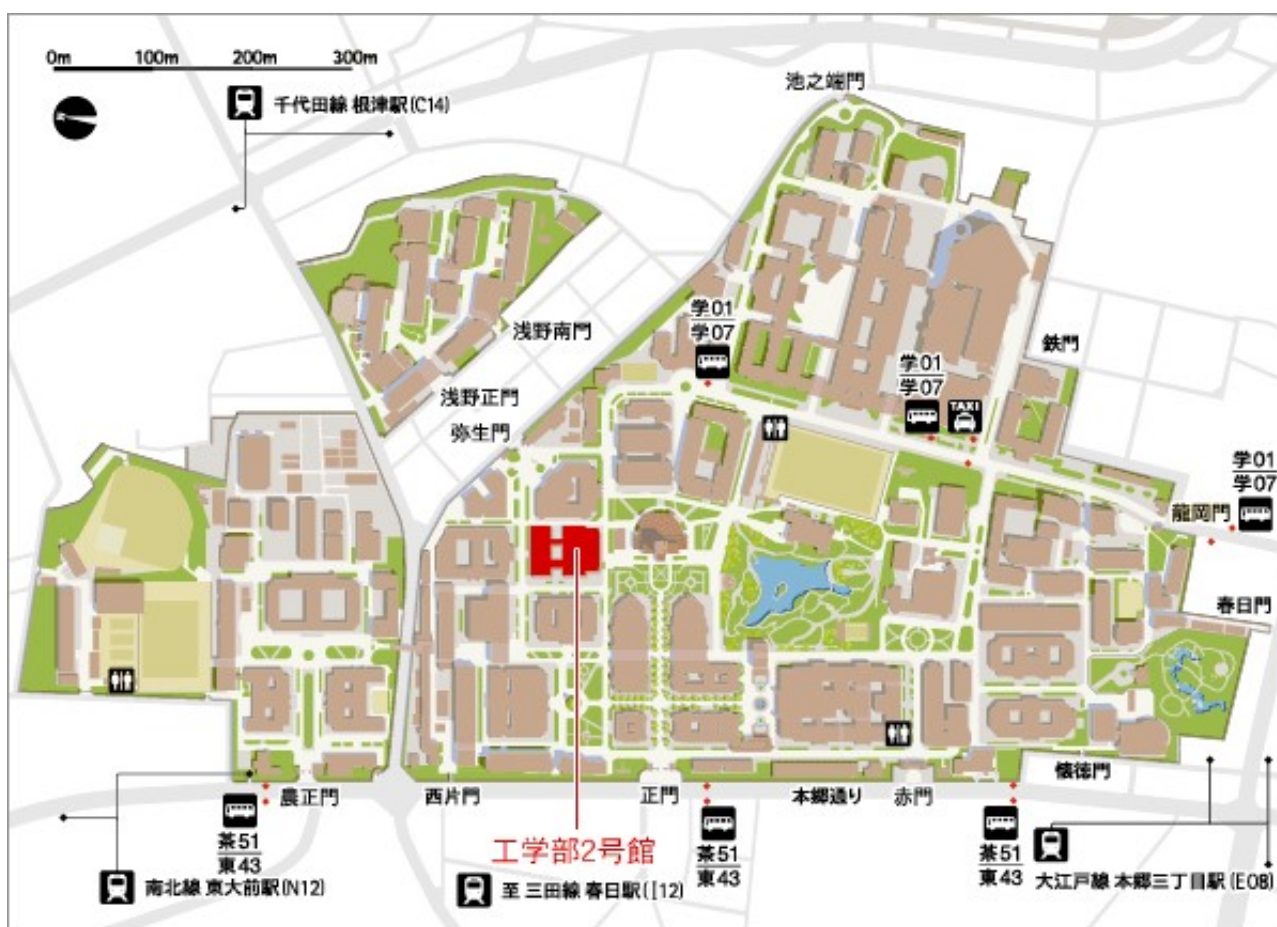 0m 100m 200m 300m
千代田線 根津駅(C14)
池之端門
浅野南門
学01
学07
学01
学07
TAXI
鉄門
浅野正門
弥生門
学01
学07
龍岡門
春日門
懐徳門
農正門
西片門
正門
本郷通り
赤門
茶51
東43
工学部2号館
茶51
東43
茶51
東43
南北線 東大前駅(N12)
至 三田線 春日駅(I12)
大江戸線 本郷三丁目駅(E08)